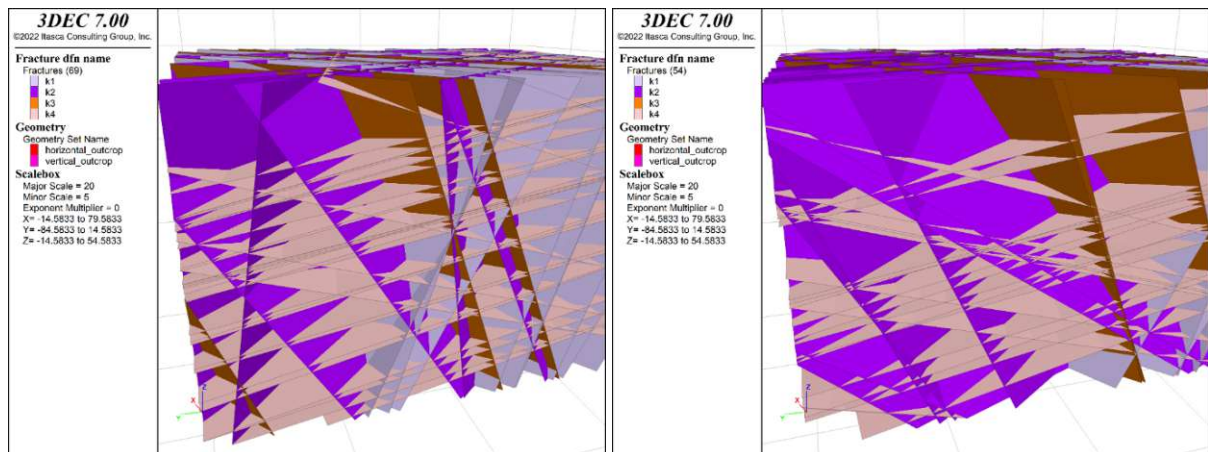 3DEC 7.00
©2022 Itasca Consulting Group, Inc.
Fracture dfn name
Fractures (69)
k1
k2
k3
k4
Geometry
Geometry Set Name
horizontal_outcrop
vertical_outcrop
Scalebox
Major Scale = 20
Minor Scale = 5
Exponent Multiplier = 0
X= -14.5833 to 79.5833
Y= -84.5833 to 14.5833
Z= -14.5833 to 54.5833
Z
X
Y
3DEC 7.00
©2022 Itasca Consulting Group, Inc.
Fracture dfn name
Fractures (54)
k1
k2
k3
k4
Geometry
Geometry Set Name
horizontal_outcrop
vertical_outcrop
Scalebox
Major Scale = 20
Minor Scale = 5
Exponent Multiplier = 0
X= -14.5833 to 79.5833
Y= -84.5833 to 14.5833
Z= -14.5833 to 54.5833
Z
X
Y